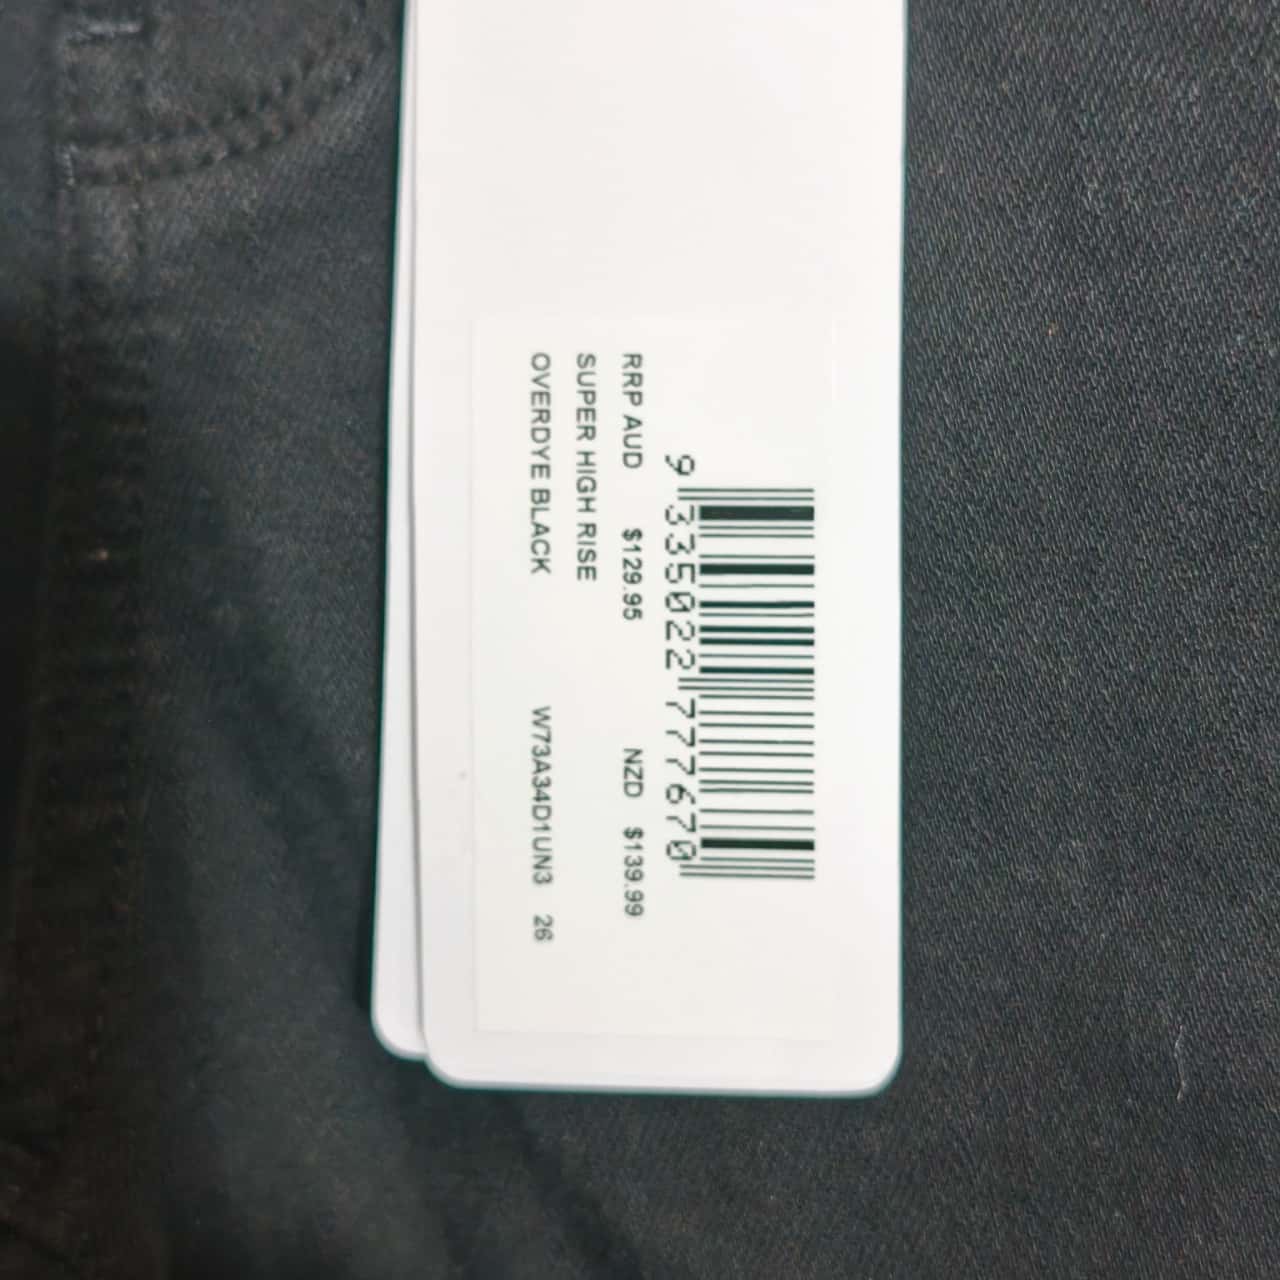 9 335022 777670
RRP AUD $129.95 NZD $139.99
SUPER HIGH RISE
OVERDYE BLACK W73A34D1UN3 26